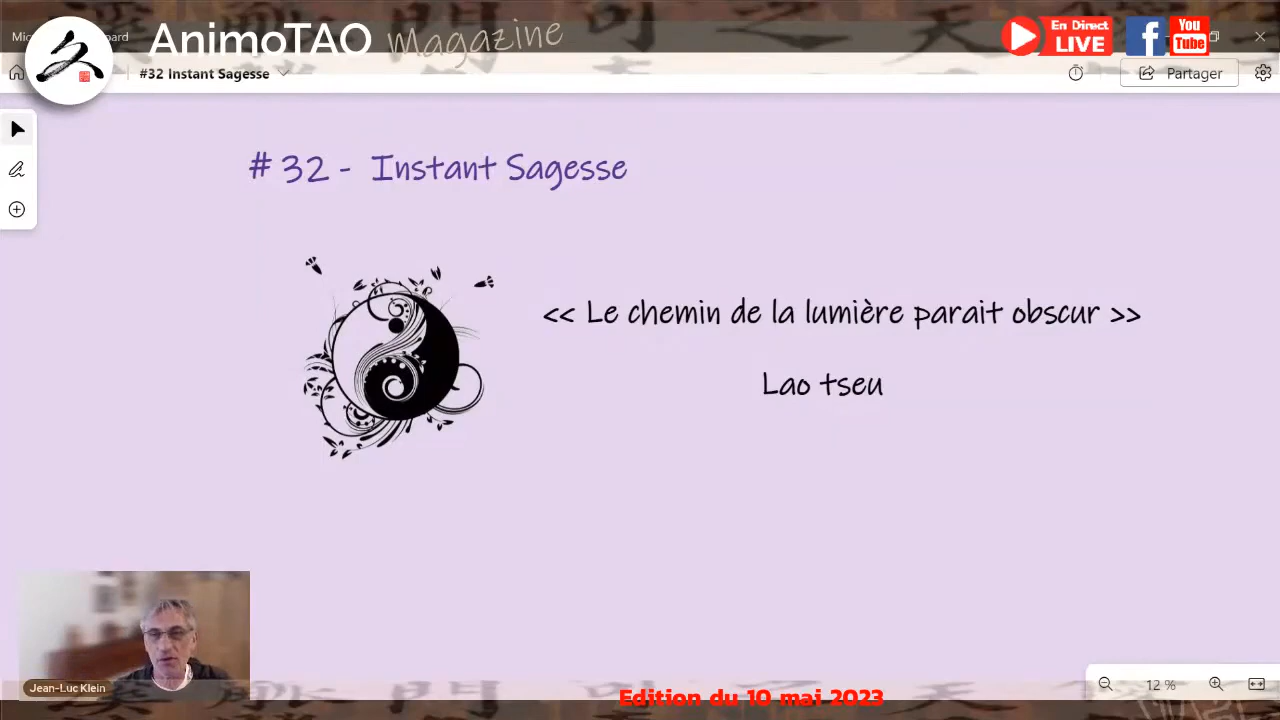 AnimoTAO Magazine
En Direct
LIVE
You
Tube
#32 Instant Sagesse
Partager
# 32 - Instant Sagesse
<< Le chemin de la lumière parait obscur >>
Lao tseu
Jean-Luc Klein
12 %
Edition du 10 mai 2023